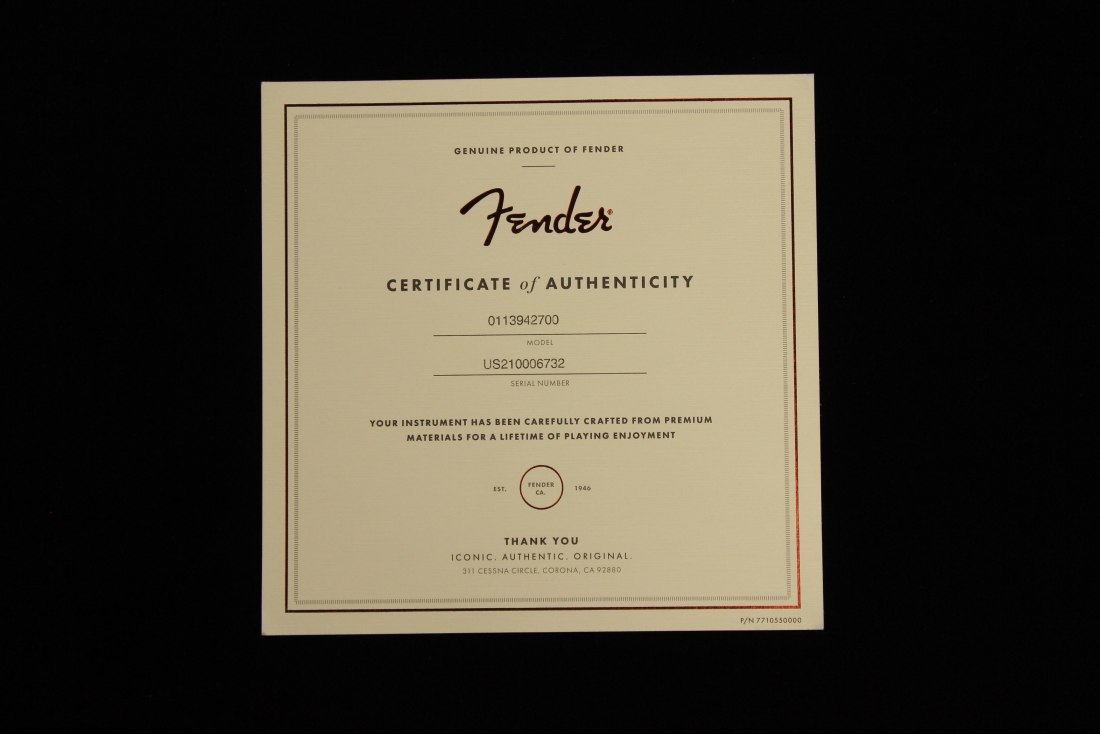 GENUINE PRODUCT OF FENDER
Fender®
CERTIFICATE of AUTHENTICITY
0113942700
MODEL
US210006732
SERIAL NUMBER
YOUR INSTRUMENT HAS BEEN CAREFULLY CRAFTED FROM PREMIUM
MATERIALS FOR A LIFETIME OF PLAYING ENJOYMENT
EST. FENDER CA. 1946
THANK YOU
ICONIC. AUTHENTIC. ORIGINAL.
311 CESSNA CIRCLE, CORONA, CA 92880
P/N 7710550000